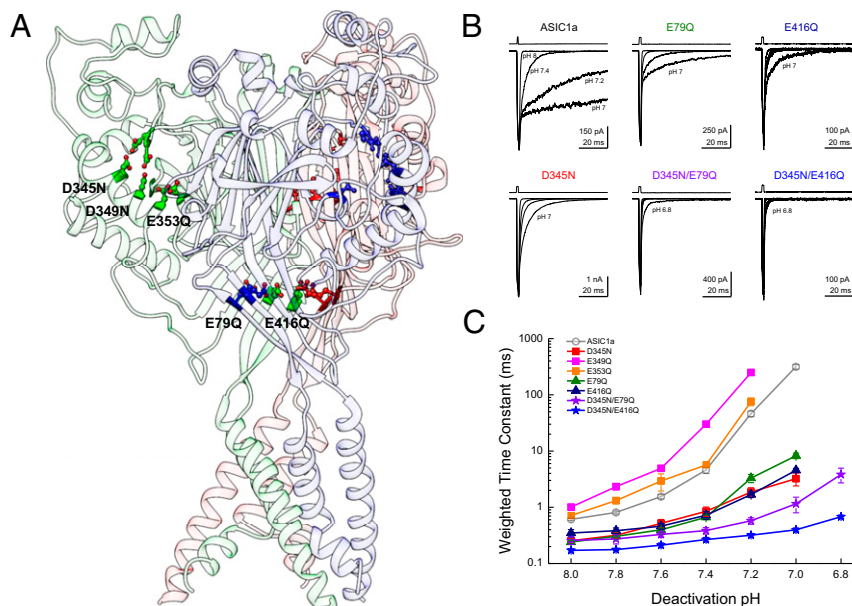 A
D345N
D349N
E353Q
E79Q
E416Q
B
ASIC1a
E79Q
E416Q
pH 8
pH 7.4
pH 7.2
pH 7
pH 7
pH 7
150 pA
20 ms
250 pA
20 ms
100 pA
20 ms
D345N
D345N/E79Q
D345N/E416Q
pH 7
pH 6.8
pH 6.8
1 nA
20 ms
400 pA
20 ms
100 pA
20 ms
C
Weighted Time Constant (ms)
1000
100
10
1
0.1
ASIC1a
D345N
E349Q
E353Q
E79Q
E416Q
D345N/E79Q
D345N/E416Q
8.0 7.8 7.6 7.4 7.2 7.0 6.8
Deactivation pH